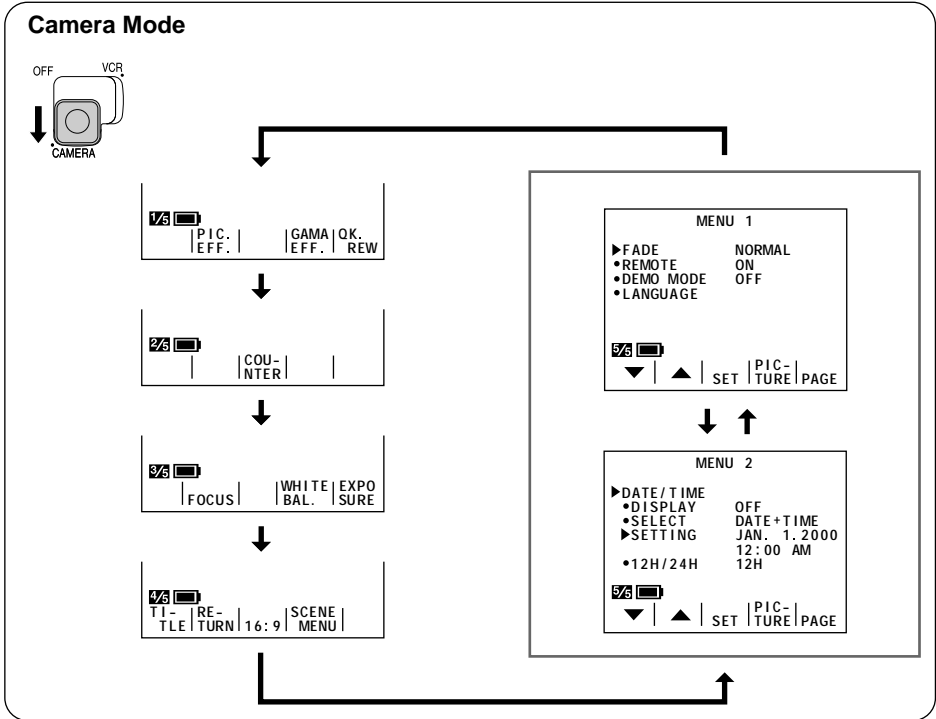 Camera Mode
OFF VCR
CAMERA
1/5
PIC. GAMA QK.
EFF. EFF. REW
2/5
COU-
NTER
3/5
FOCUS WHITE EXPO
BAL. SURE
4/5
TI- RE- SCENE
TLE TURN 16:9 MENU
MENU 1
FADE NORMAL
REMOTE ON
DEMO MODE OFF
LANGUAGE
5/5
PIC-
SET TURE PAGE
MENU 2
DATE/TIME
DISPLAY OFF
SELECT DATE+TIME
SETTING JAN. 1.2000
12:00 AM
12H/24H 12H
5/5
PIC-
SET TURE PAGE